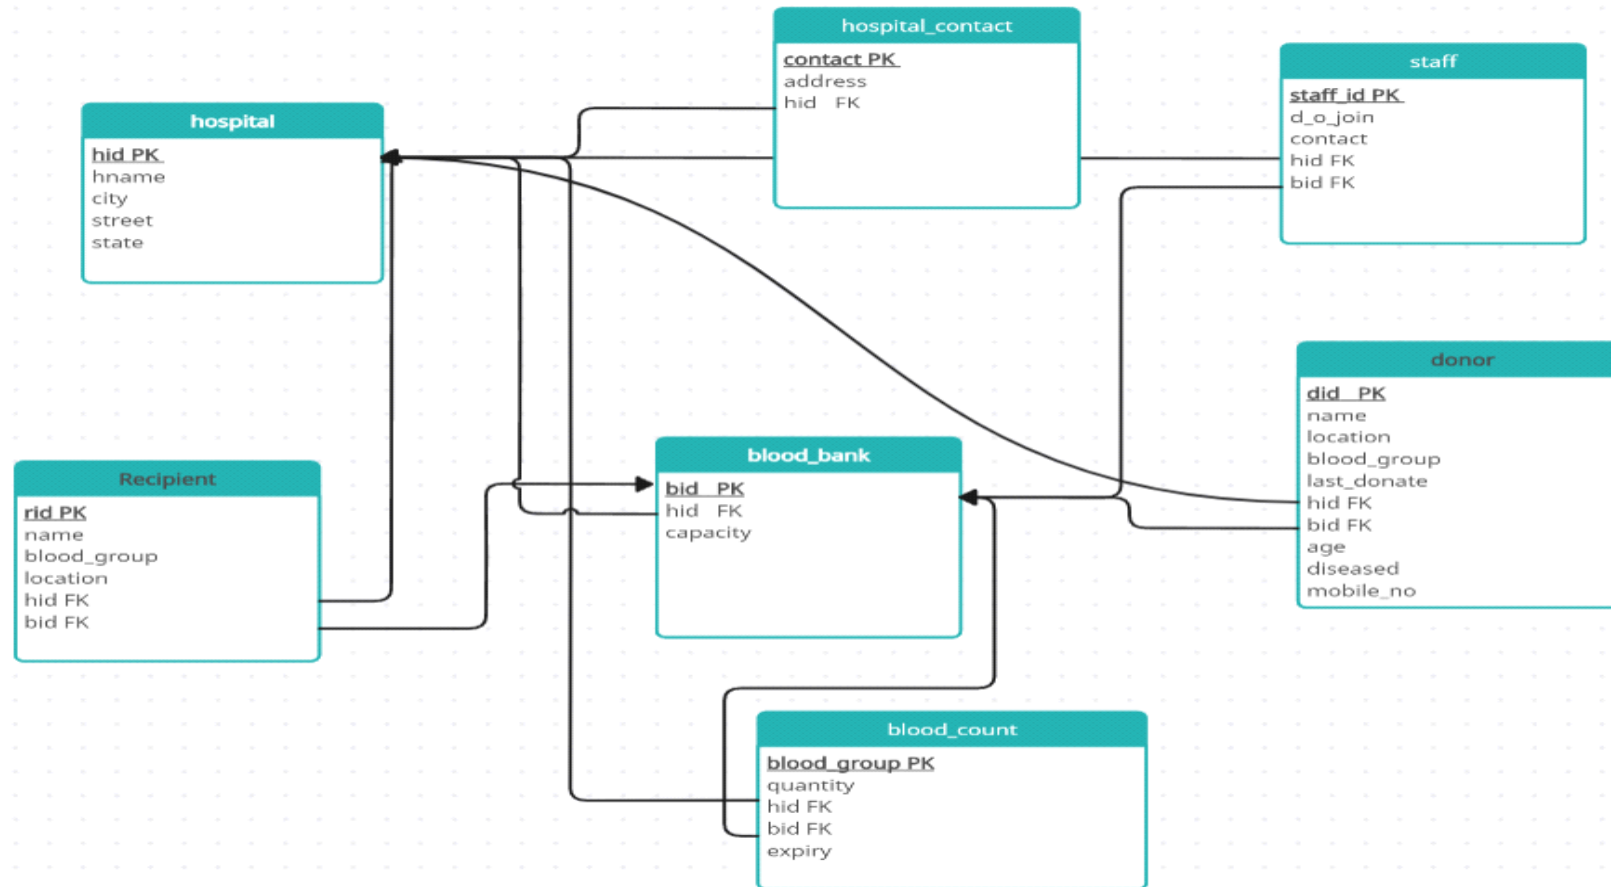 hospital_contact
contact PK
address
hid FK
staff
staff_id PK
d_o_join
contact
hid FK
bid FK
hospital
hid PK
hname
city
street
state
donor
did PK
name
location
blood_group
last_donate
hid FK
bid FK
age
diseased
mobile_no
blood_bank
bid PK
hid FK
capacity
Recipient
rid PK
name
blood_group
location
hid FK
bid FK
blood_count
blood_group PK
quantity
hid FK
bid FK
expiry